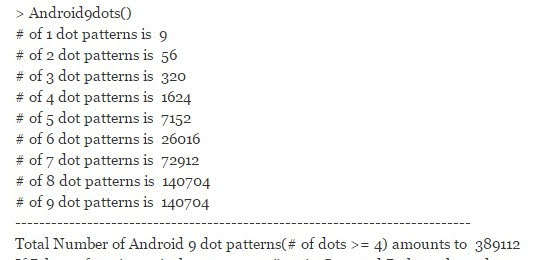 > Android9dots()
# of 1 dot patterns is 9
# of 2 dot patterns is 56
# of 3 dot patterns is 320
# of 4 dot patterns is 1624
# of 5 dot patterns is 7152
# of 6 dot patterns is 26016
# of 7 dot patterns is 72912
# of 8 dot patterns is 140704
# of 9 dot patterns is 140704
--------------------------------------------------------------------------
Total Number of Android 9 dot patterns(# of dots >= 4) amounts to 389112